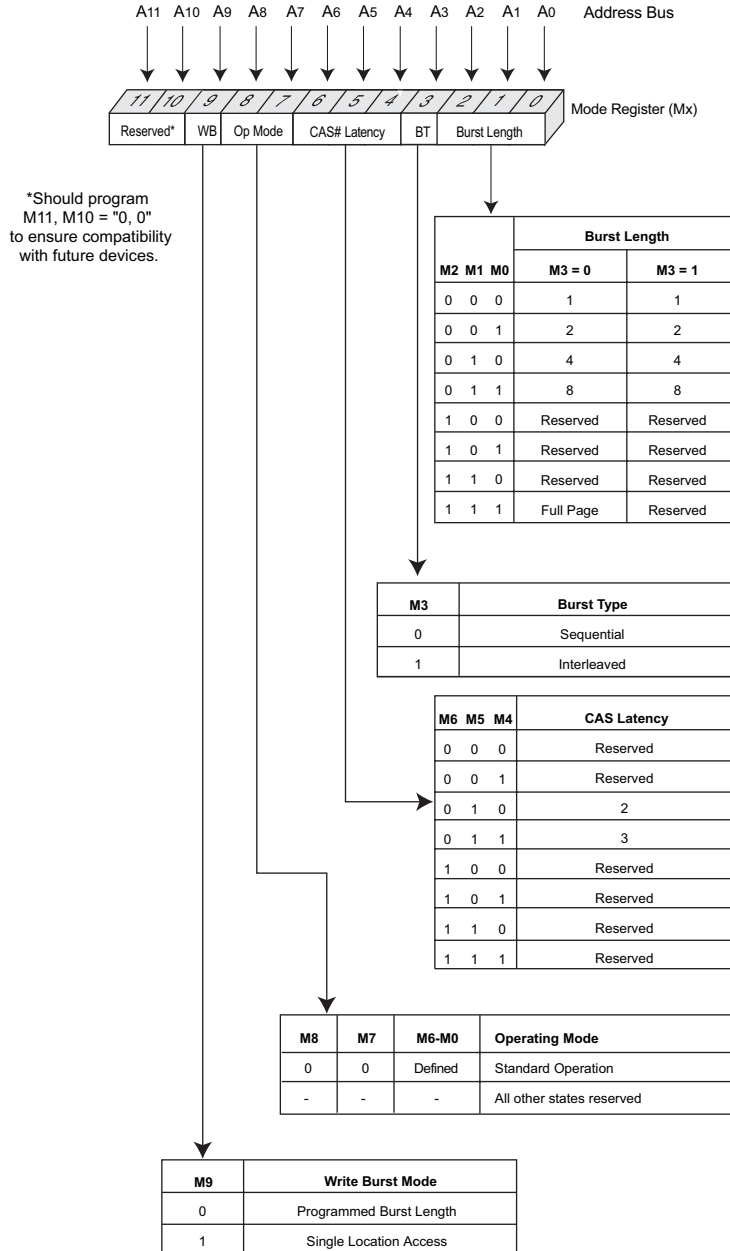 A11 A10 A9 A8 A7 A6 A5 A4 A3 A2 A1 A0 Address Bus
11 10 9 8 7 6 5 4 3 2 1 0 Mode Register (Mx)
Reserved* WB Op Mode CAS# Latency BT Burst Length
*Should program
M11, M10 = "0, 0"
to ensure compatibility
with future devices.
Burst Length
M2 M1 M0 M3 = 0 M3 = 1
0 0 0 1 1
0 0 1 2 2
0 1 0 4 4
0 1 1 8 8
1 0 0 Reserved Reserved
1 0 1 Reserved Reserved
1 1 0 Reserved Reserved
1 1 1 Full Page Reserved
M3 Burst Type
0 Sequential
1 Interleaved
M6 M5 M4 CAS Latency
0 0 0 Reserved
0 0 1 Reserved
0 1 0 2
0 1 1 3
1 0 0 Reserved
1 0 1 Reserved
1 1 0 Reserved
1 1 1 Reserved
M8 M7 M6-M0 Operating Mode
0 0 Defined Standard Operation
- - - All other states reserved
M9 Write Burst Mode
0 Programmed Burst Length
1 Single Location Access